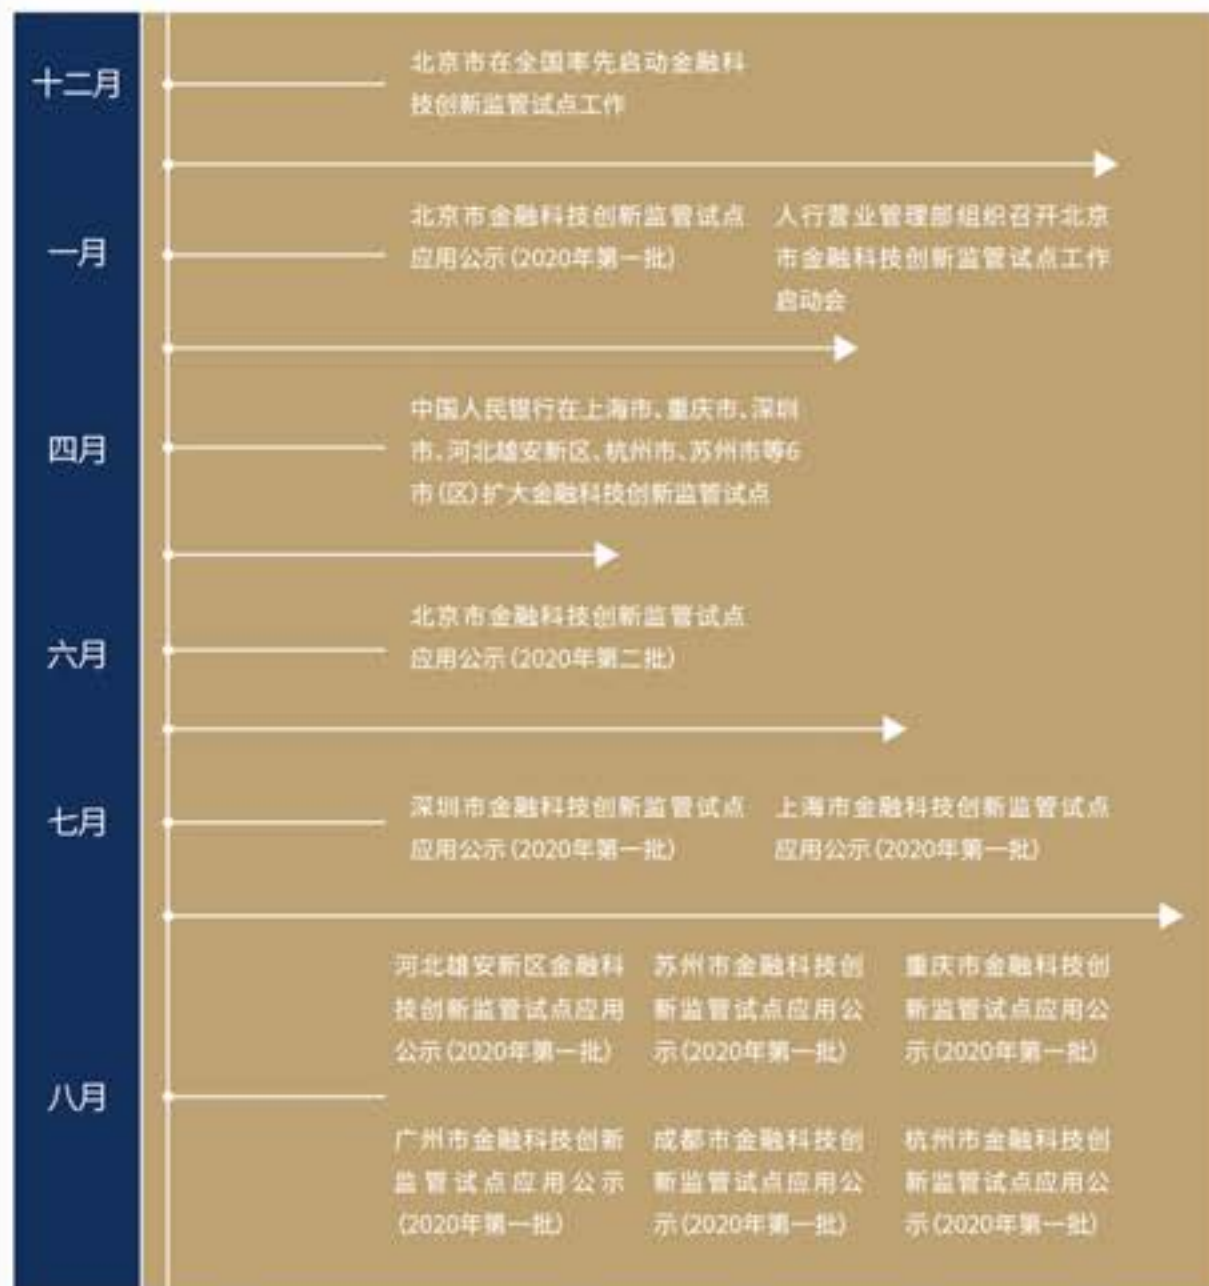 十二月
北京市在全国率先启动金融科
技创新监管试点工作
一月
北京市金融科技创新监管试点
应用公示(2020年第一批)
人行营业管理部组织召开北京
市金融科技创新监管试点工作
启动会
四月
中国人民银行在上海市、重庆市、深圳
市、河北雄安新区、杭州市、苏州市等6
市(区)扩大金融科技创新监管试点
六月
北京市金融科技创新监管试点
应用公示(2020年第二批)
七月
深圳市金融科技创新监管试点
应用公示(2020年第一批)
上海市金融科技创新监管试点
应用公示(2020年第一批)
八月
河北雄安新区金融科
技创新监管试点应用
公示(2020年第一批)
苏州市金融科技创
新监管试点应用公
示(2020年第一批)
重庆市金融科技创
新监管试点应用公
示(2020年第一批)
广州市金融科技创新
监管试点应用公示
(2020年第一批)
成都市金融科技创
新监管试点应用公
示(2020年第一批)
杭州市金融科技创
新监管试点应用公
示(2020年第一批)